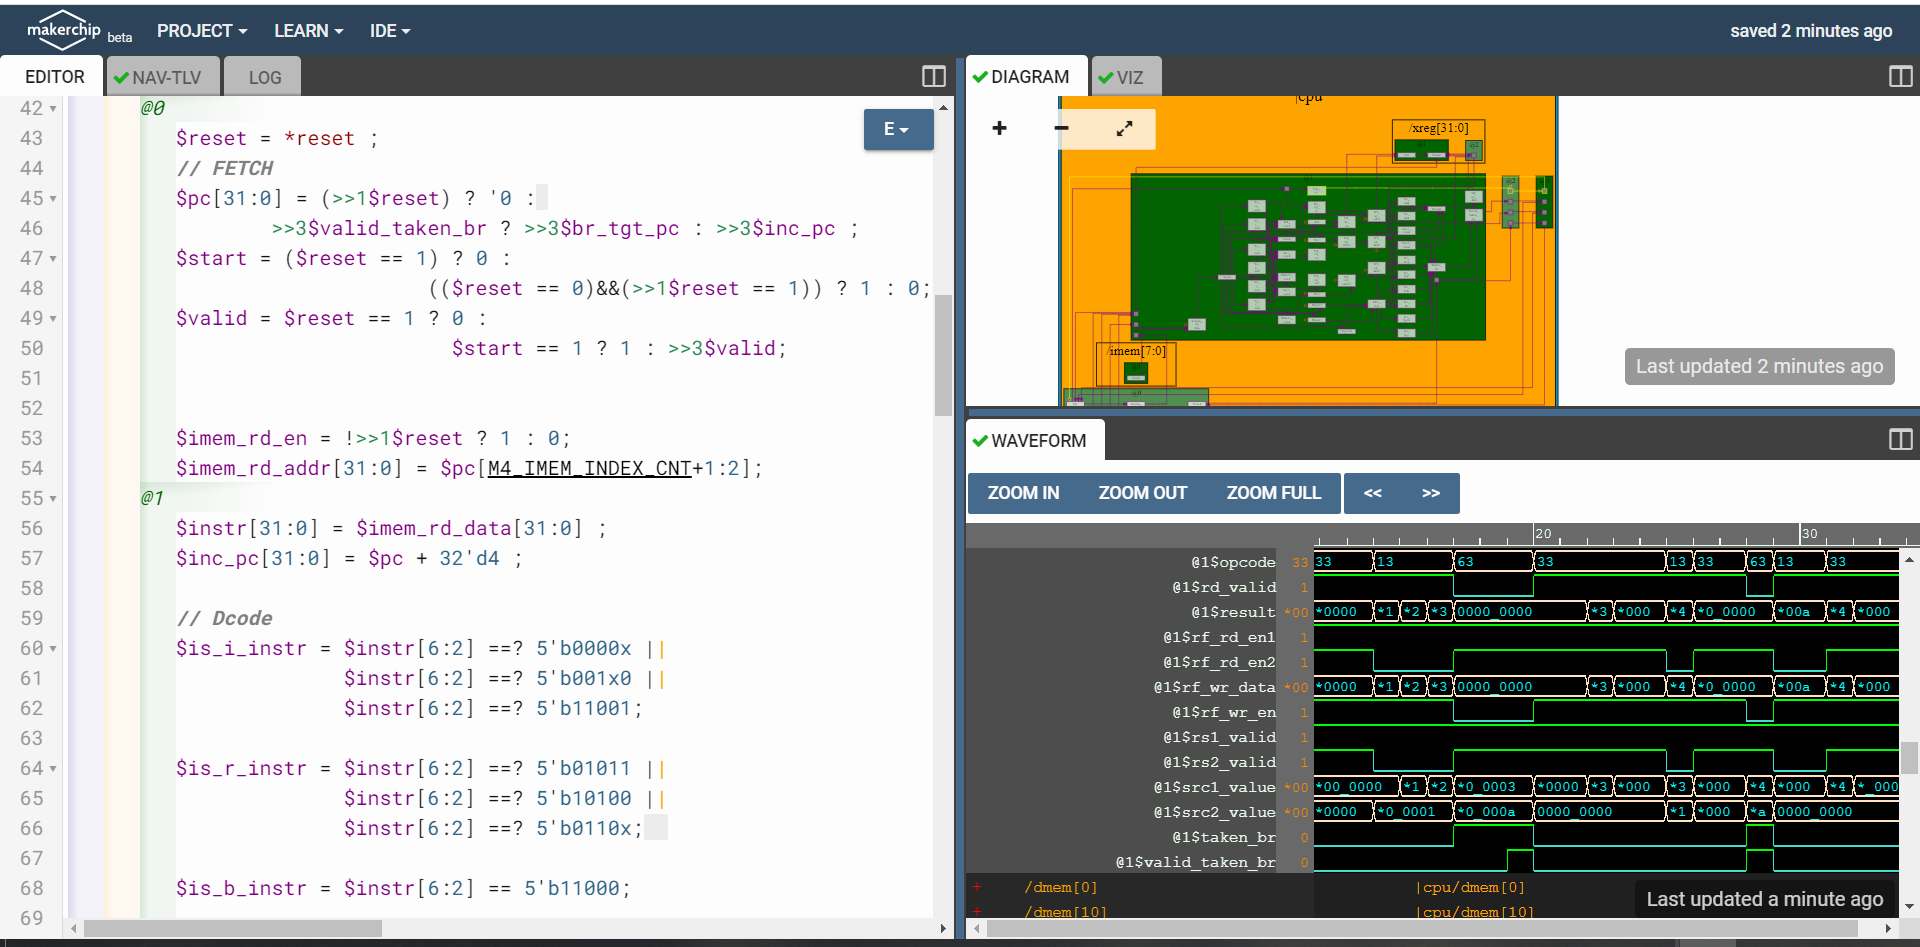 makerchip beta PROJECT LEARN IDE saved 2 minutes ago
EDITOR NAV-TLV LOG
42 @0
43 $reset = *reset ;
44 // FETCH
45 $pc[31:0] = (>>1$reset) ? '0 :
46 >>3$valid_taken_br ? >>3$br_tgt_pc : >>3$inc_pc ;
47 $start = ($reset == 1) ? 0 :
48 (($reset == 0)&&(>>1$reset == 1)) ? 1 : 0;
49 $valid = $reset == 1 ? 0 :
50 $start == 1 ? 1 : >>3$valid;
51
52
53 $imem_rd_en = !>>1$reset ? 1 : 0;
54 $imem_rd_addr[31:0] = $pc[M4_IMEM_INDEX_CNT+1:2];
55 @1
56 $instr[31:0] = $imem_rd_data[31:0] ;
57 $inc_pc[31:0] = $pc + 32'd4 ;
58
59 // Dcode
60 $is_i_instr = $instr[6:2] ==? 5'b0000x ||
61 $instr[6:2] ==? 5'b001x0 ||
62 $instr[6:2] ==? 5'b11001;
63
64 $is_r_instr = $instr[6:2] ==? 5'b01011 ||
65 $instr[6:2] ==? 5'b10100 ||
66 $instr[6:2] ==? 5'b0110x;
67
68 $is_b_instr = $instr[6:2] == 5'b11000;
69
E
DIAGRAM VIZ
|cpu
/xreg[31:0]
/imem[7:0]
Last updated 2 minutes ago
WAVEFORM
ZOOM IN ZOOM OUT ZOOM FULL << >>
20 30
@1$opcode 33 33 13 63 33 13 33 63 13 33
@1$rd_valid 1
@1$result *00 *0000 *1 *2 *3 0000_0000 *3 *000 *4 *0_0000 *00a *4 *000
@1$rf_rd_en1 1
@1$rf_rd_en2 1
@1$rf_wr_data *00 *0000 *1 *2 *3 0000_0000 *3 *000 *4 *0_0000 *00a *4 *000
@1$rf_wr_en 1
@1$rs1_valid 1
@1$rs2_valid 1
@1$src1_value *00 *00_0000 *1 *2 *0_0003 *0000 *3 *000 *3 *000 *4 *000 *4 *_000
@1$src2_value *00 *0000 *0_0001 *0_000a 0000_0000 *1 *000 *a 0000_0000
@1$taken_br 0
@1$valid_taken_br 0
+ /dmem[0] |cpu/dmem[0]
+ /dmem[10] |cpu/dmem[10]
Last updated a minute ago